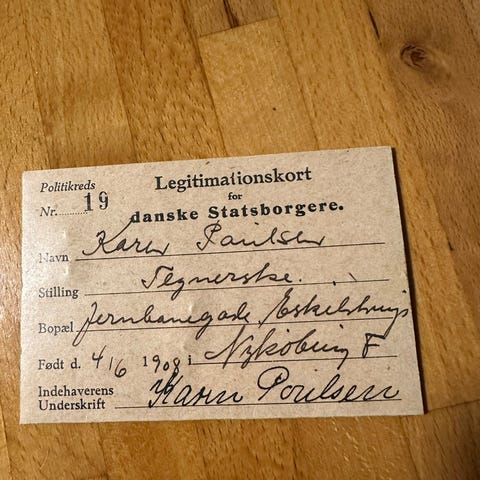 Politikreds
Nr. 19
Legitimationskort
for
danske Statsborgere.
Navn Karen Poulsen
Stilling Tegnerske.
Bopæl Jernbanegade, Eskilstrup
Født d. 4/6 1908 i Nykøbing F
Indehaverens
Underskrift Karen Poulsen